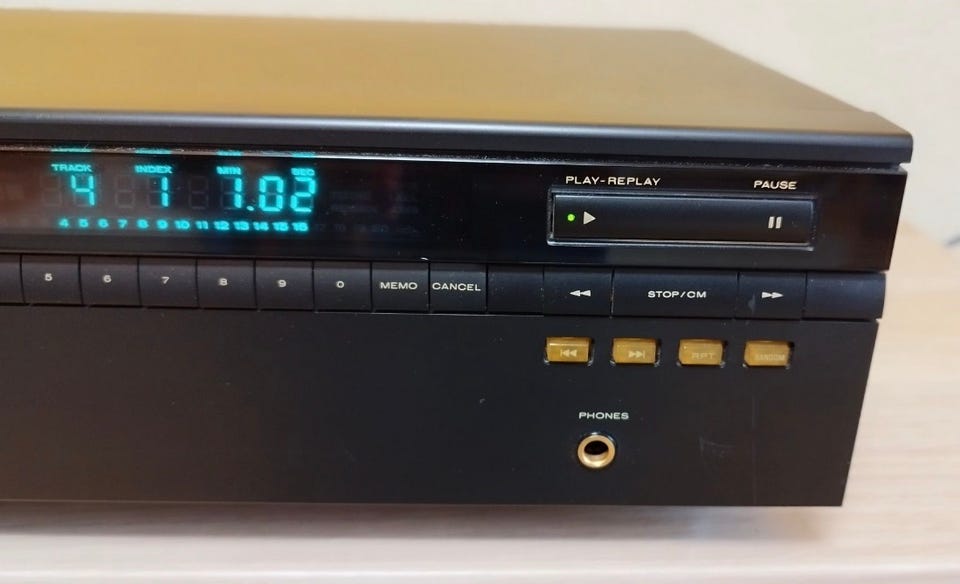 TRACK INDEX MIN SEC
4 1 1.02
4 5 6 7 8 9 10 11 12 13 14 15 16
PLAY-REPLAY PAUSE
5 6 7 8 9 0 MEMO CANCEL STOP/CM
RPT RANDOM
PHONES